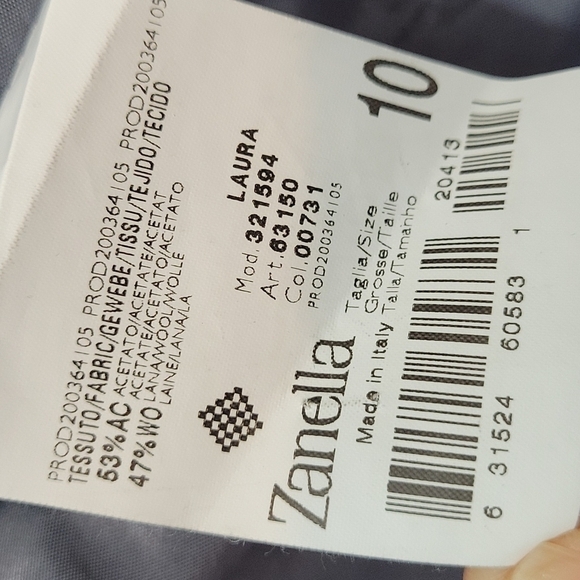 PROD200364105 PROD200364105 PROD200364105
TESSUTO/FABRIC/GEWEBE/TISSU/TEJIDO/TECIDO
53%AC ACETATO/ACETATE/ACETAT
ACETATE/ACETATO/ACETATO
47%WO LANA/WOOL/WOLLE
LAINE/LANA/LA
LAURA
Mod. 321594
Art. 63150
Col. 00731
PROD200364105
Zanella
Taglia/Size
Grosse/Taille
Made in Italy Talla/Tamanho
10
20413
6 31524 60583 1